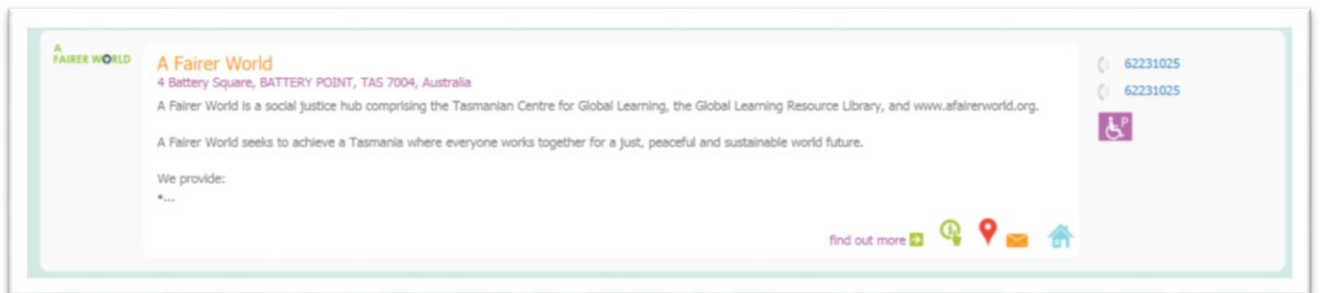 A
FAIRER WORLD
A Fairer World
4 Battery Square, BATTERY POINT, TAS 7004, Australia
A Fairer World is a social justice hub comprising the Tasmanian Centre for Global Learning, the Global Learning Resource Library, and www.afairerworld.org.
A Fairer World seeks to achieve a Tasmania where everyone works together for a just, peaceful and sustainable world future.
We provide:
•...
find out more
62231025
62231025
P